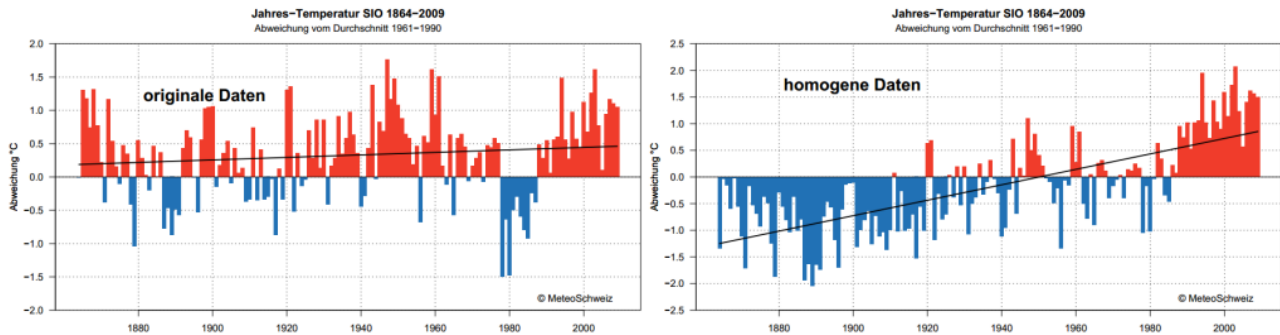 Jahres-Temperatur SIO 1864-2009
Abweichung vom Durchschnitt 1961-1990
Abweichung °C
2.0
1.5
1.0
0.5
0.0
-0.5
-1.0
-1.5
-2.0
originale Daten
© MeteoSchweiz
1880 1900 1920 1940 1960 1980 2000
Jahres-Temperatur SIO 1864-2009
Abweichung vom Durchschnitt 1961-1990
Abweichung °C
2.5
2.0
1.5
1.0
0.5
0.0
-0.5
-1.0
-1.5
-2.0
-2.5
homogene Daten
© MeteoSchweiz
1880 1900 1920 1940 1960 1980 2000